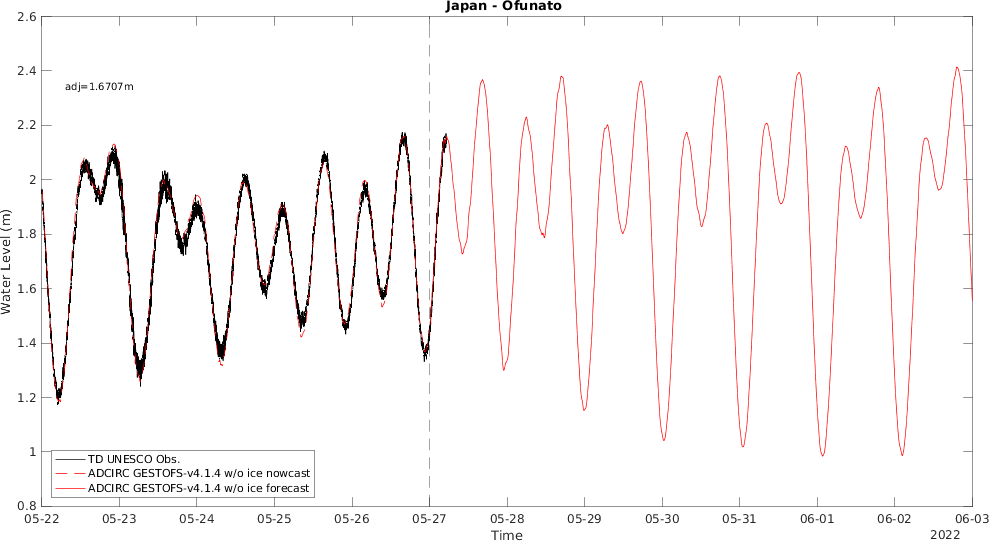 Japan - Ofunato
2.6
2.4
2.2
2
1.8
1.6
1.4
1.2
1
0.8
Water Level (m)
adj=1.6707m
TD UNESCO Obs.
ADCIRC GESTOFS-v4.1.4 w/o ice nowcast
ADCIRC GESTOFS-v4.1.4 w/o ice forecast
05-22 05-23 05-24 05-25 05-26 05-27 05-28 05-29 05-30 05-31 06-01 06-02 06-03
Time
2022